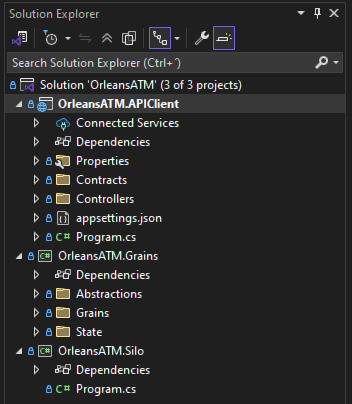 Solution Explorer
Search Solution Explorer (Ctrl+´)
Solution 'OrleansATM' (3 of 3 projects)
OrleansATM.APIClient
Connected Services
Dependencies
Properties
Contracts
Controllers
appsettings.json
C# Program.cs
C# OrleansATM.Grains
Dependencies
Abstractions
Grains
State
C# OrleansATM.Silo
Dependencies
C# Program.cs